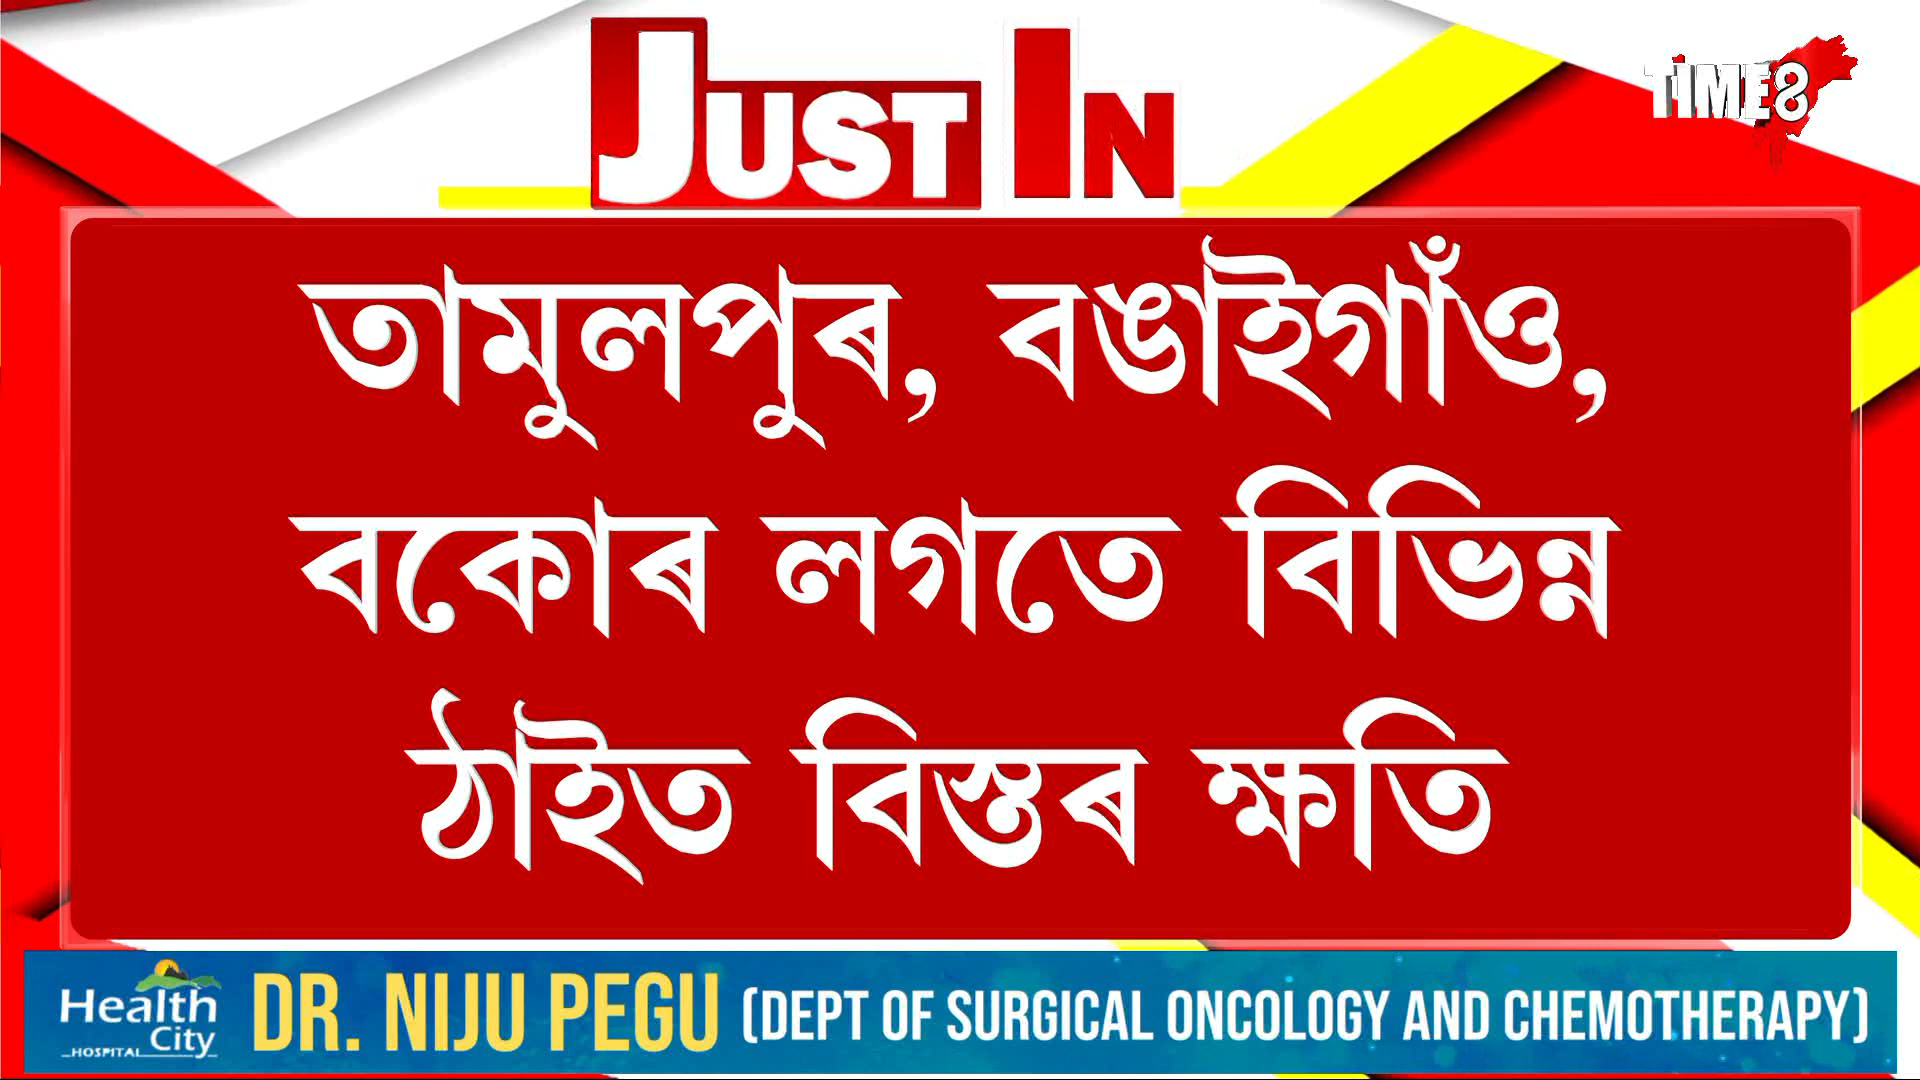 JUST IN
TIME8
তামুলপুৰ, বঙাইগাঁও,
বকোৰ লগতে বিভিন্ন
ঠাইত বিস্তৰ ক্ষতি
Health City HOSPITAL
DR. NIJU PEGU (DEPT OF SURGICAL ONCOLOGY AND CHEMOTHERAPY)